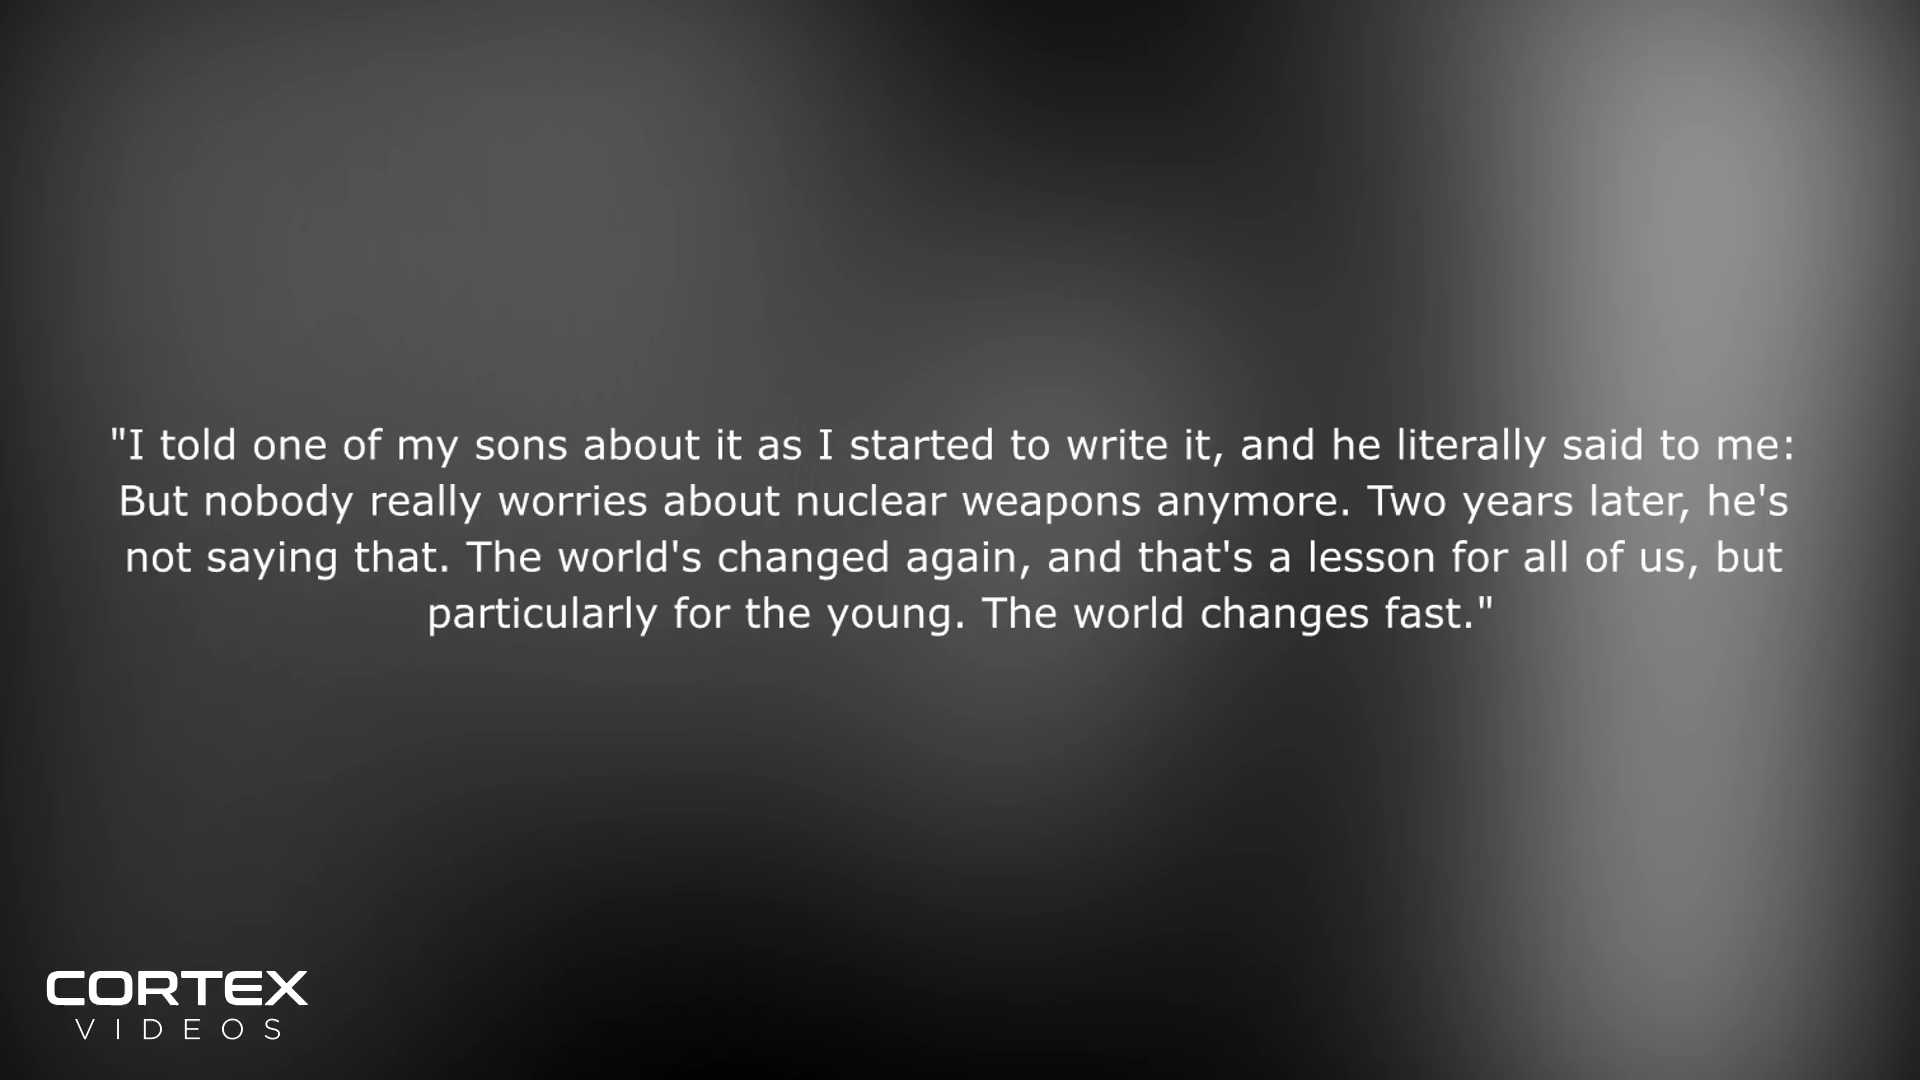 "I told one of my sons about it as I started to write it, and he literally said to me:
But nobody really worries about nuclear weapons anymore. Two years later, he's
not saying that. The world's changed again, and that's a lesson for all of us, but
particularly for the young. The world changes fast."
CORTEX
VIDEOS